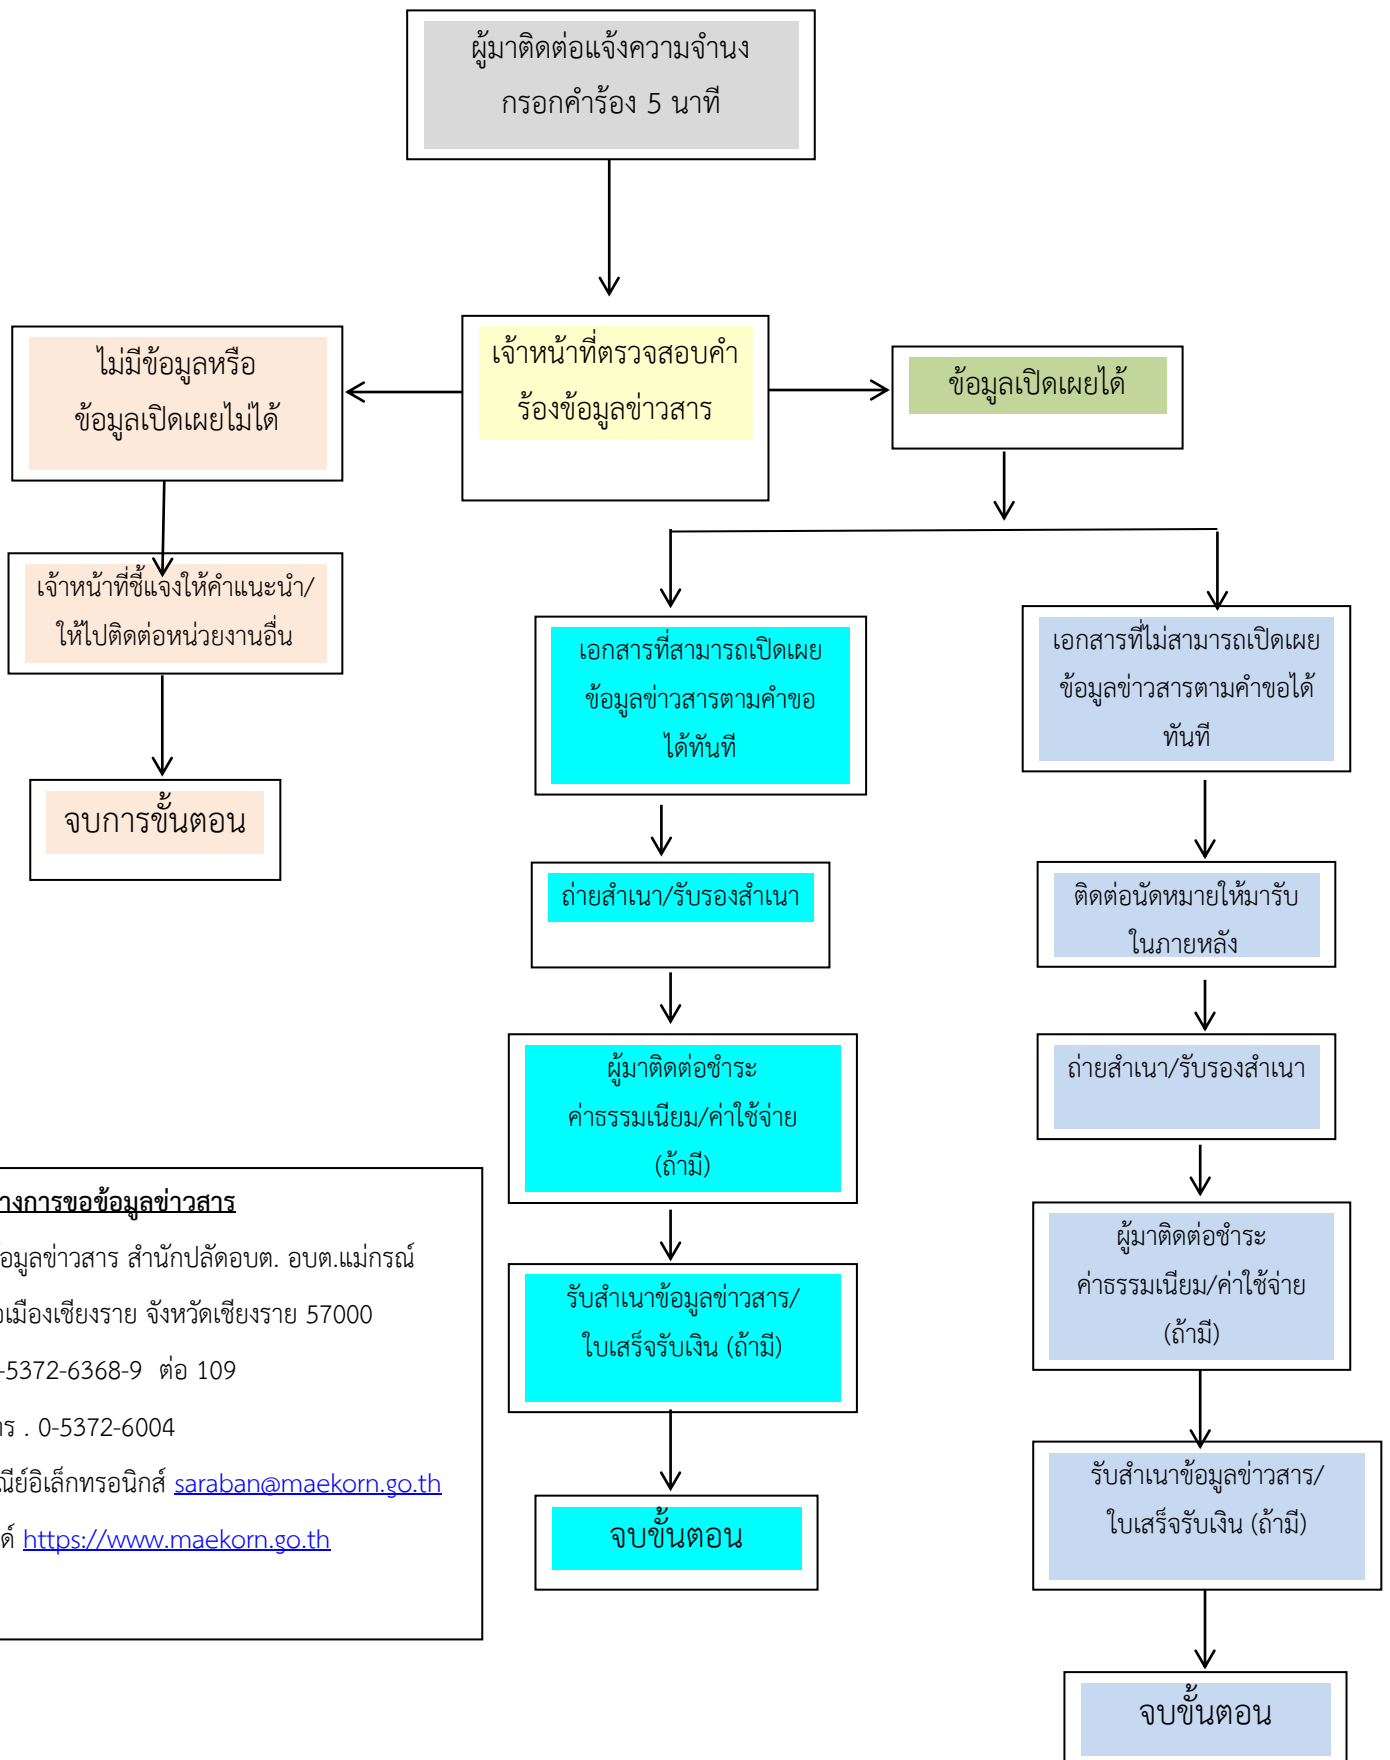 ผู้มาติดต่อแจ้งความจำนง
กรอกคำร้อง 5 นาที
ไม่มีข้อมูลหรือ
ข้อมูลเปิดเผยไม่ได้
เจ้าหน้าที่ตรวจสอบคำ
ร้องข้อมูลข่าวสาร
ข้อมูลเปิดเผยได้
เจ้าหน้าที่ชี้แจงให้คำแนะนำ/
ให้ไปติดต่อหน่วยงานอื่น
จบการขั้นตอน
เอกสารที่สามารถเปิดเผย
ข้อมูลข่าวสารตามคำขอ
ได้ทันที
ถ่ายสำเนา/รับรองสำเนา
ผู้มาติดต่อชำระ
ค่าธรรมเนียม/ค่าใช้จ่าย
(ถ้ามี)
รับสำเนาข้อมูลข่าวสาร/
ใบเสร็จรับเงิน (ถ้ามี)
จบขั้นตอน
เอกสารที่ไม่สามารถเปิดเผย
ข้อมูลข่าวสารตามคำขอได้
ทันที
ติดต่อนัดหมายให้มารับ
ในภายหลัง
ถ่ายสำเนา/รับรองสำเนา
ผู้มาติดต่อชำระ
ค่าธรรมเนียม/ค่าใช้จ่าย
(ถ้ามี)
รับสำเนาข้อมูลข่าวสาร/
ใบเสร็จรับเงิน (ถ้ามี)
จบขั้นตอน
างการขอข้อมูลข่าวสาร
้อมูลข่าวสาร สำนักปลัดอบต. อบต.แม่กรณ์
อเมืองเชียงราย จังหวัดเชียงราย 57000
-5372-6368-9 ต่อ 109
าร . 0-5372-6004
ณีย์อิเล็กทรอนิกส์ saraban@maekorn.go.th
ต์ https://www.maekorn.go.th